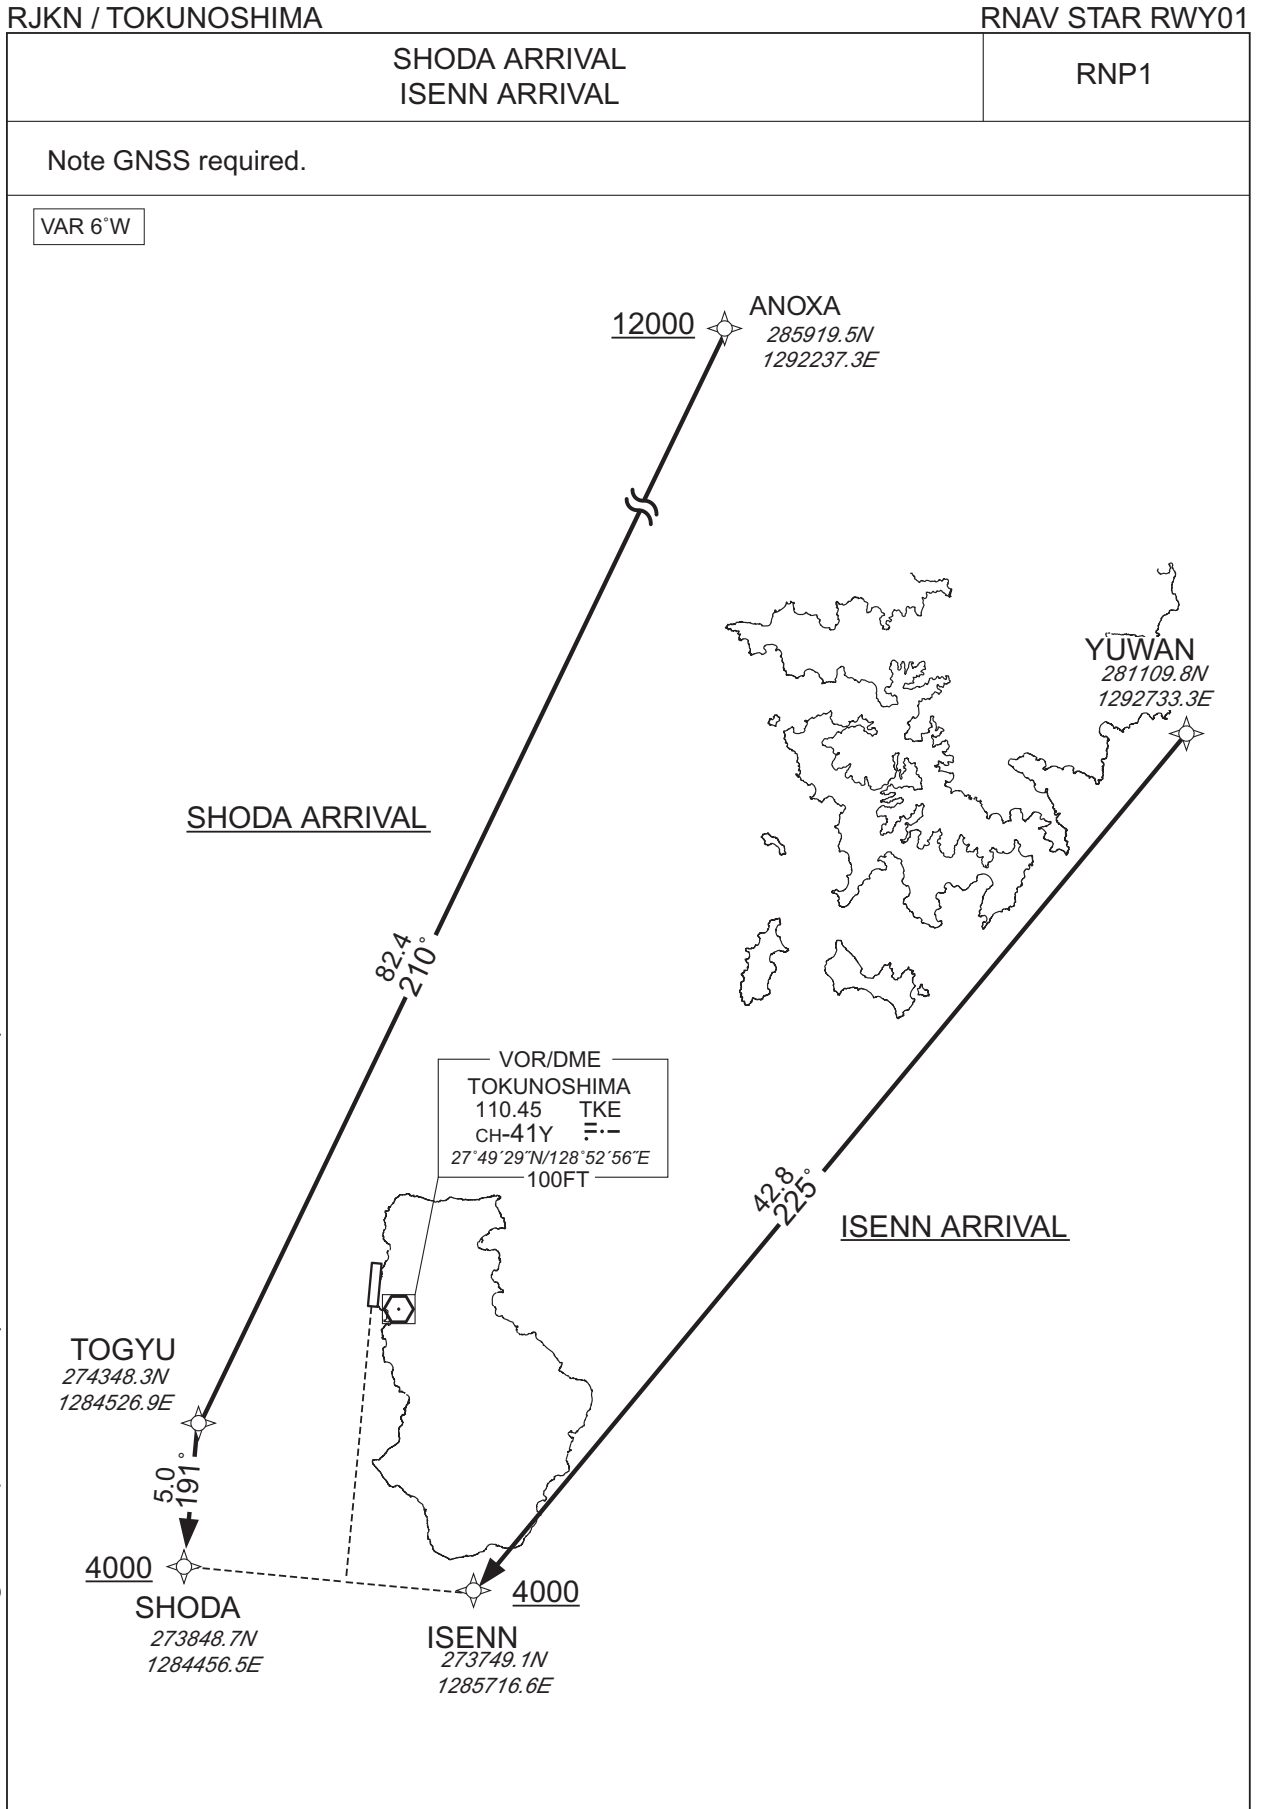 RJKN / TOKUNOSHIMA
RNAV STAR RWY01
SHODA ARRIVAL
ISENN ARRIVAL
RNP1
Note GNSS required.
VAR 6˚W
12000
ANOXA
285919.5N
1292237.3E
YUWAN
281109.8N
1292733.3E
SHODA ARRIVAL
82.4
210˚
VOR/DME
TOKUNOSHIMA
110.45 TKE
CH-41Y
27˚49´29˝N/128˚52´56˝E
100FT
42.8
225˚
ISENN ARRIVAL
TOGYU
274348.3N
1284526.9E
5.0
191˚
4000
SHODA
273848.7N
1284456.5E
4000
ISENN
273749.1N
1285716.6E